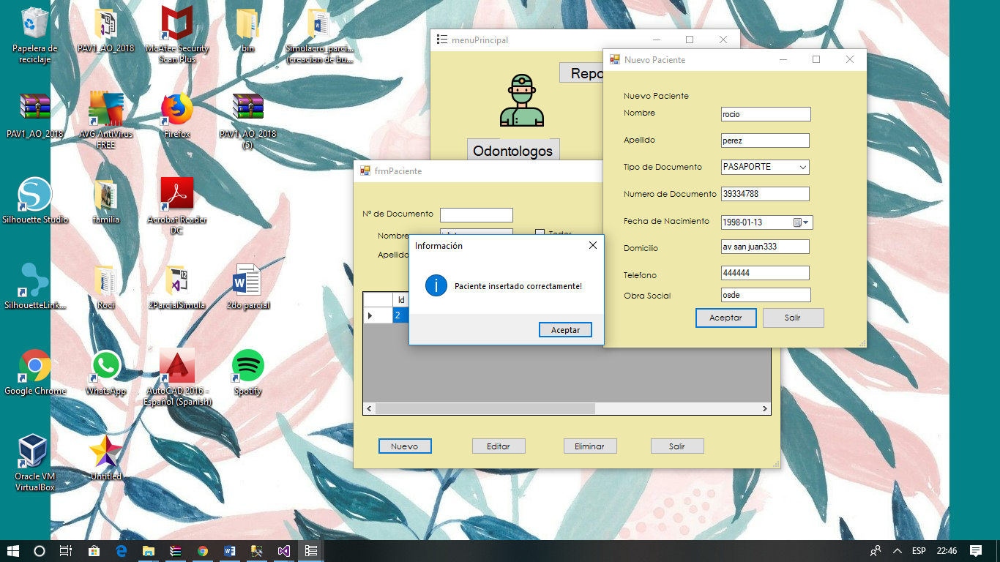 Papelera de
reciclaje
PAV1_AO_2018
McAfee Security
Scan Plus
bin
Simulacro_parci...
(creacion de bu...
PAV1_AO_2018
AVG AntiVirus
FREE
Firefox
PAV1_AO_2018
(5)
Silhouette Studio
familia
Acrobat Reader
DC
SilhouetteLink...
Roci
2ParcialSimula
2do parcial
Google Chrome
WhatsApp
AutoCAD 2016 -
Español (Spanish)
Spotify
Oracle VM
VirtualBox
Untitled
menuPrincipal
Repo
Odontologos
frmPaciente
Nº de Documento
Nombre
Apellido
Id
2
Nuevo
Editar
Eliminar
Salir
Nuevo Paciente
Nuevo Paciente
Nombre
rocio
Apellido
perez
Tipo de Documento
PASAPORTE
Numero de Documento
39334788
Fecha de Nacimiento
1998-01-13
Domicilio
av san juan333
Telefono
444444
Obra Social
osde
Aceptar
Salir
Información
Paciente insertado correctamente!
Aceptar
ESP
22:46